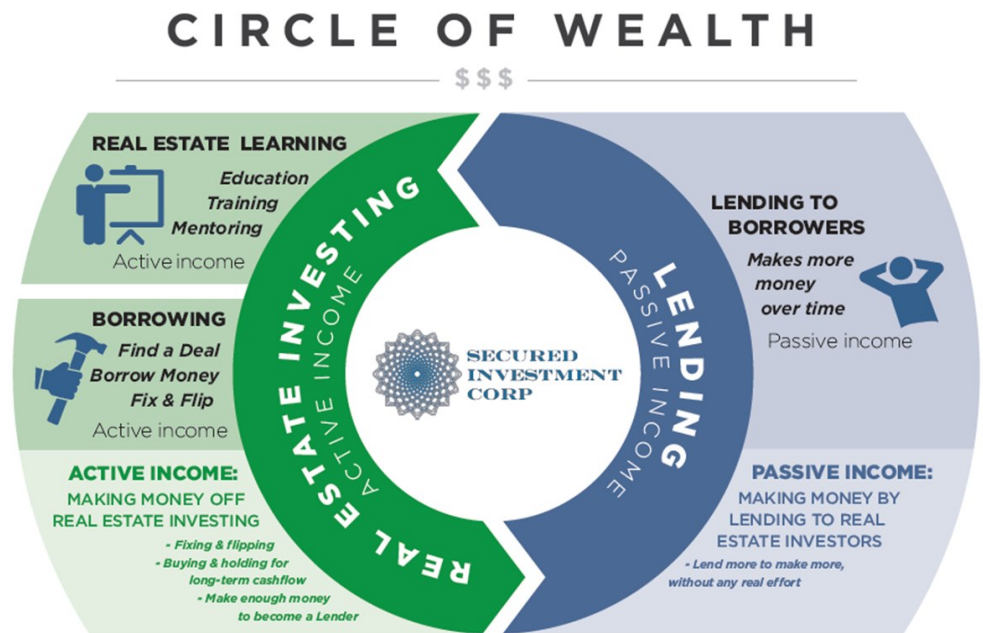 CIRCLE OF WEALTH
$$$
REAL ESTATE LEARNING
Education
Training
Mentoring
Active income
BORROWING
Find a Deal
Borrow Money
Fix & Flip
Active income
ACTIVE INCOME:
MAKING MONEY OFF
REAL ESTATE INVESTING
- Fixing & flipping
- Buying & holding for
long-term cashflow
- Make enough money
to become a Lender
REAL ESTATE INVESTING
ACTIVE INCOME
SECURED
INVESTMENT
CORP
LENDING
PASSIVE INCOME
LENDING TO
BORROWERS
Makes more
money
over time
Passive income
PASSIVE INCOME:
MAKING MONEY BY
LENDING TO REAL
ESTATE INVESTORS
- Lend more to make more,
without any real effort